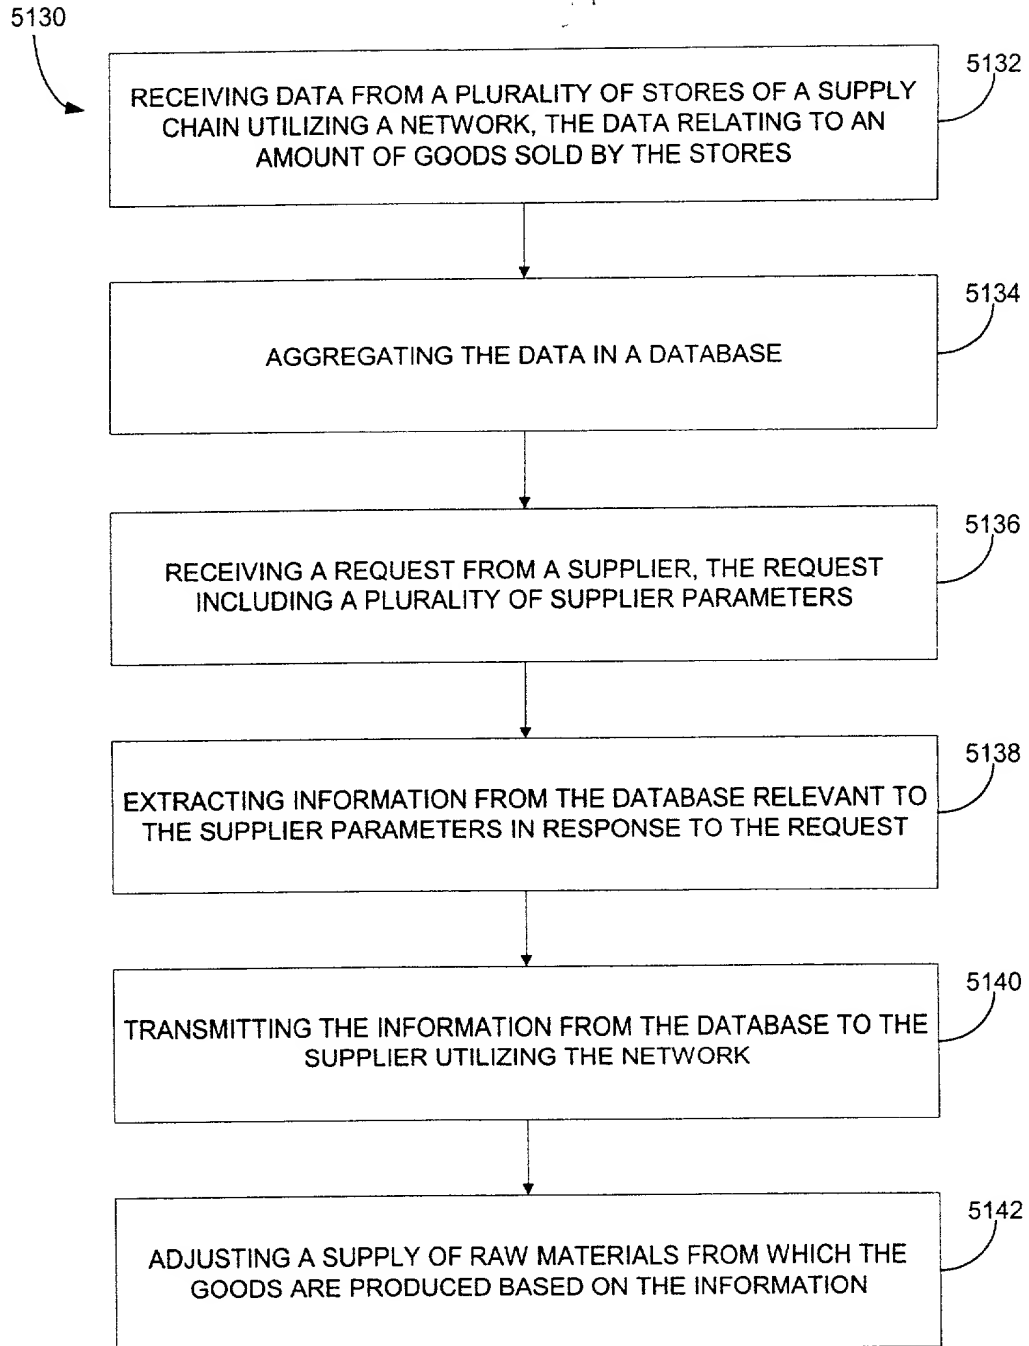 5130
5132
RECEIVING DATA FROM A PLURALITY OF STORES OF A SUPPLY
CHAIN UTILIZING A NETWORK, THE DATA RELATING TO AN
AMOUNT OF GOODS SOLD BY THE STORES
5134
AGGREGATING THE DATA IN A DATABASE
5136
RECEIVING A REQUEST FROM A SUPPLIER, THE REQUEST
INCLUDING A PLURALITY OF SUPPLIER PARAMETERS
5138
EXTRACTING INFORMATION FROM THE DATABASE RELEVANT TO
THE SUPPLIER PARAMETERS IN RESPONSE TO THE REQUEST
5140
TRANSMITTING THE INFORMATION FROM THE DATABASE TO THE
SUPPLIER UTILIZING THE NETWORK
5142
ADJUSTING A SUPPLY OF RAW MATERIALS FROM WHICH THE
GOODS ARE PRODUCED BASED ON THE INFORMATION